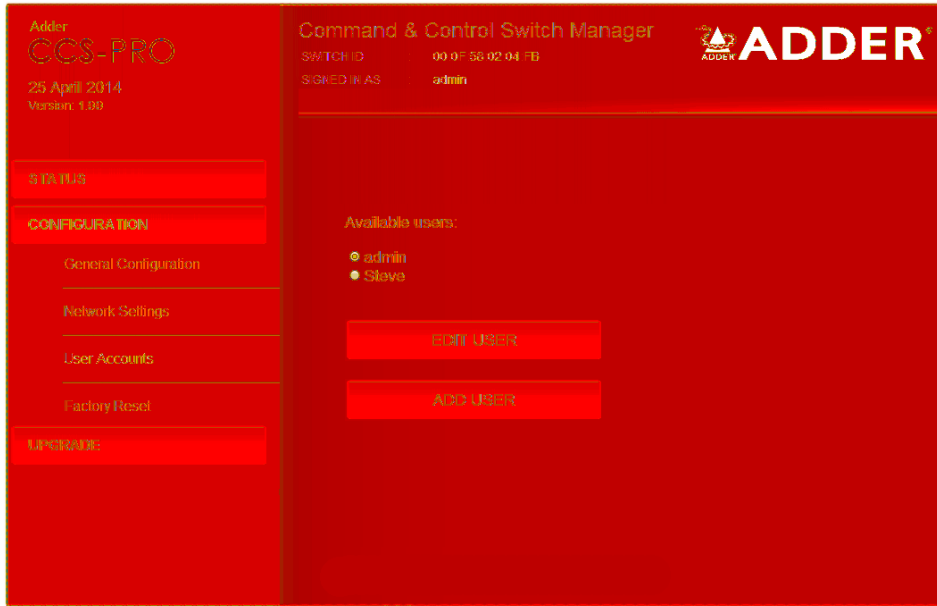 Adder
CCS-PRO
25 April 2014
Version: 1.00
STATUS
CONFIGURATION
General Configuration
Network Settings
User Accounts
Factory Reset
UPGRADE
Command & Control Switch Manager
SWITCH ID : 00 0F 58 02 04 FB
SIGNED IN AS : admin
ADDER
ADDER®
Available users:
admin
Steve
EDIT USER
ADD USER